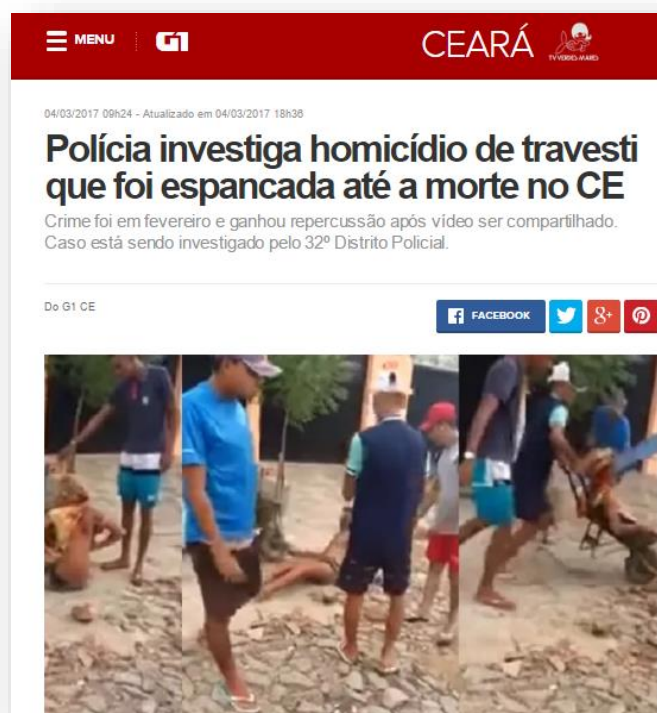 MENU
G1
CEARÁ
TV VERDES MARES
04/03/2017 09h24 - Atualizado em 04/03/2017 18h36
Polícia investiga homicídio de travesti
que foi espancada até a morte no CE
Crime foi em fevereiro e ganhou repercussão após vídeo ser compartilhado.
Caso está sendo investigado pelo 32º Distrito Policial.
Do G1 CE
FACEBOOK